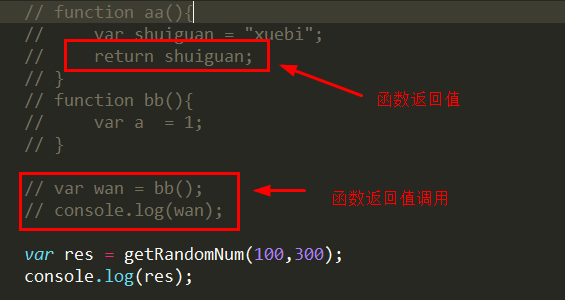 // function aa(){
//     var shuiguan = "xuebi";
//     return shuiguan;
// }
函数返回值
// function bb(){
//     var a  = 1;
// }
// var wan = bb();
// console.log(wan);
函数返回值调用
var res = getRandomNum(100,300);
console.log(res);